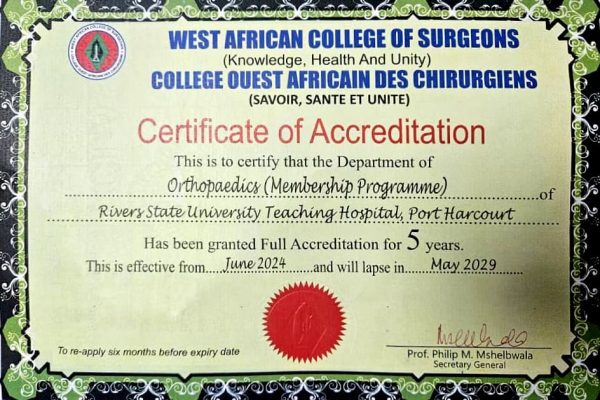 WEST AFRICAN COLLEGE OF SURGEONS
(Knowledge, Health And Unity)
COLLEGE OUEST AFRICAIN DES CHIRURGIENS
(SAVOIR, SANTE ET UNITE)
Certificate of Accreditation
This is to certify that the Department of
Orthopaedics (Membership Programme) of
Rivers State University Teaching Hospital, Port Harcourt
Has been granted Full Accreditation for 5 years.
This is effective from June 2024 and will lapse in May 2029
To re-apply six months before expiry date
Prof. Philip M. Mshelbwala
Secretary General